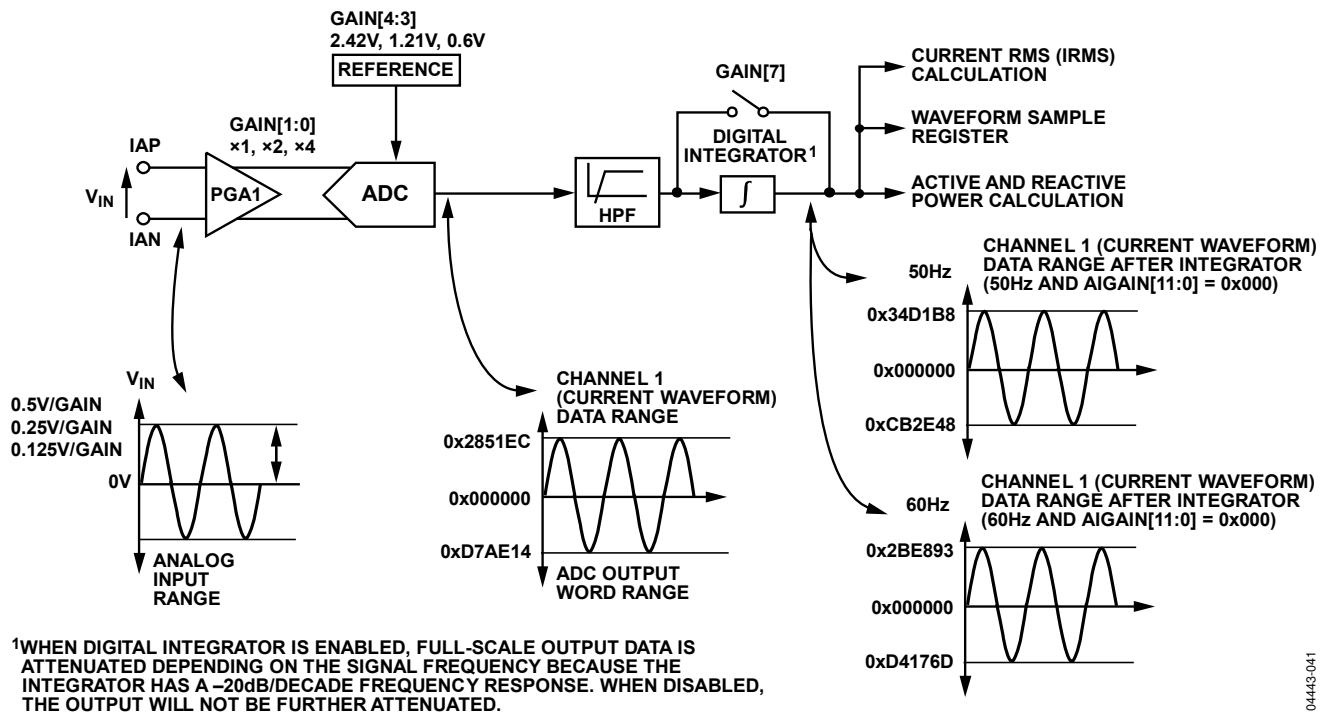 GAIN[4:3]
2.42V, 1.21V, 0.6V
REFERENCE
GAIN[1:0]
×1, ×2, ×4
IAP
VIN
IAN
PGA1
ADC
HPF
GAIN[7]
DIGITAL
INTEGRATOR1
∫
CURRENT RMS (IRMS)
CALCULATION
WAVEFORM SAMPLE
REGISTER
ACTIVE AND REACTIVE
POWER CALCULATION
50Hz
CHANNEL 1 (CURRENT WAVEFORM)
DATA RANGE AFTER INTEGRATOR
(50Hz AND AIGAIN[11:0] = 0x000)
0x34D1B8
0x000000
0xCB2E48
VIN
0.5V/GAIN
0.25V/GAIN
0.125V/GAIN
0V
ANALOG
INPUT
RANGE
CHANNEL 1
(CURRENT WAVEFORM)
DATA RANGE
0x2851EC
0x000000
0xD7AE14
ADC OUTPUT
WORD RANGE
60Hz
CHANNEL 1 (CURRENT WAVEFORM)
DATA RANGE AFTER INTEGRATOR
(60Hz AND AIGAIN[11:0] = 0x000)
0x2BE893
0x000000
0xD4176D
1WHEN DIGITAL INTEGRATOR IS ENABLED, FULL-SCALE OUTPUT DATA IS
ATTENUATED DEPENDING ON THE SIGNAL FREQUENCY BECAUSE THE
INTEGRATOR HAS A –20dB/DECADE FREQUENCY RESPONSE. WHEN DISABLED,
THE OUTPUT WILL NOT BE FURTHER ATTENUATED.
04443-041